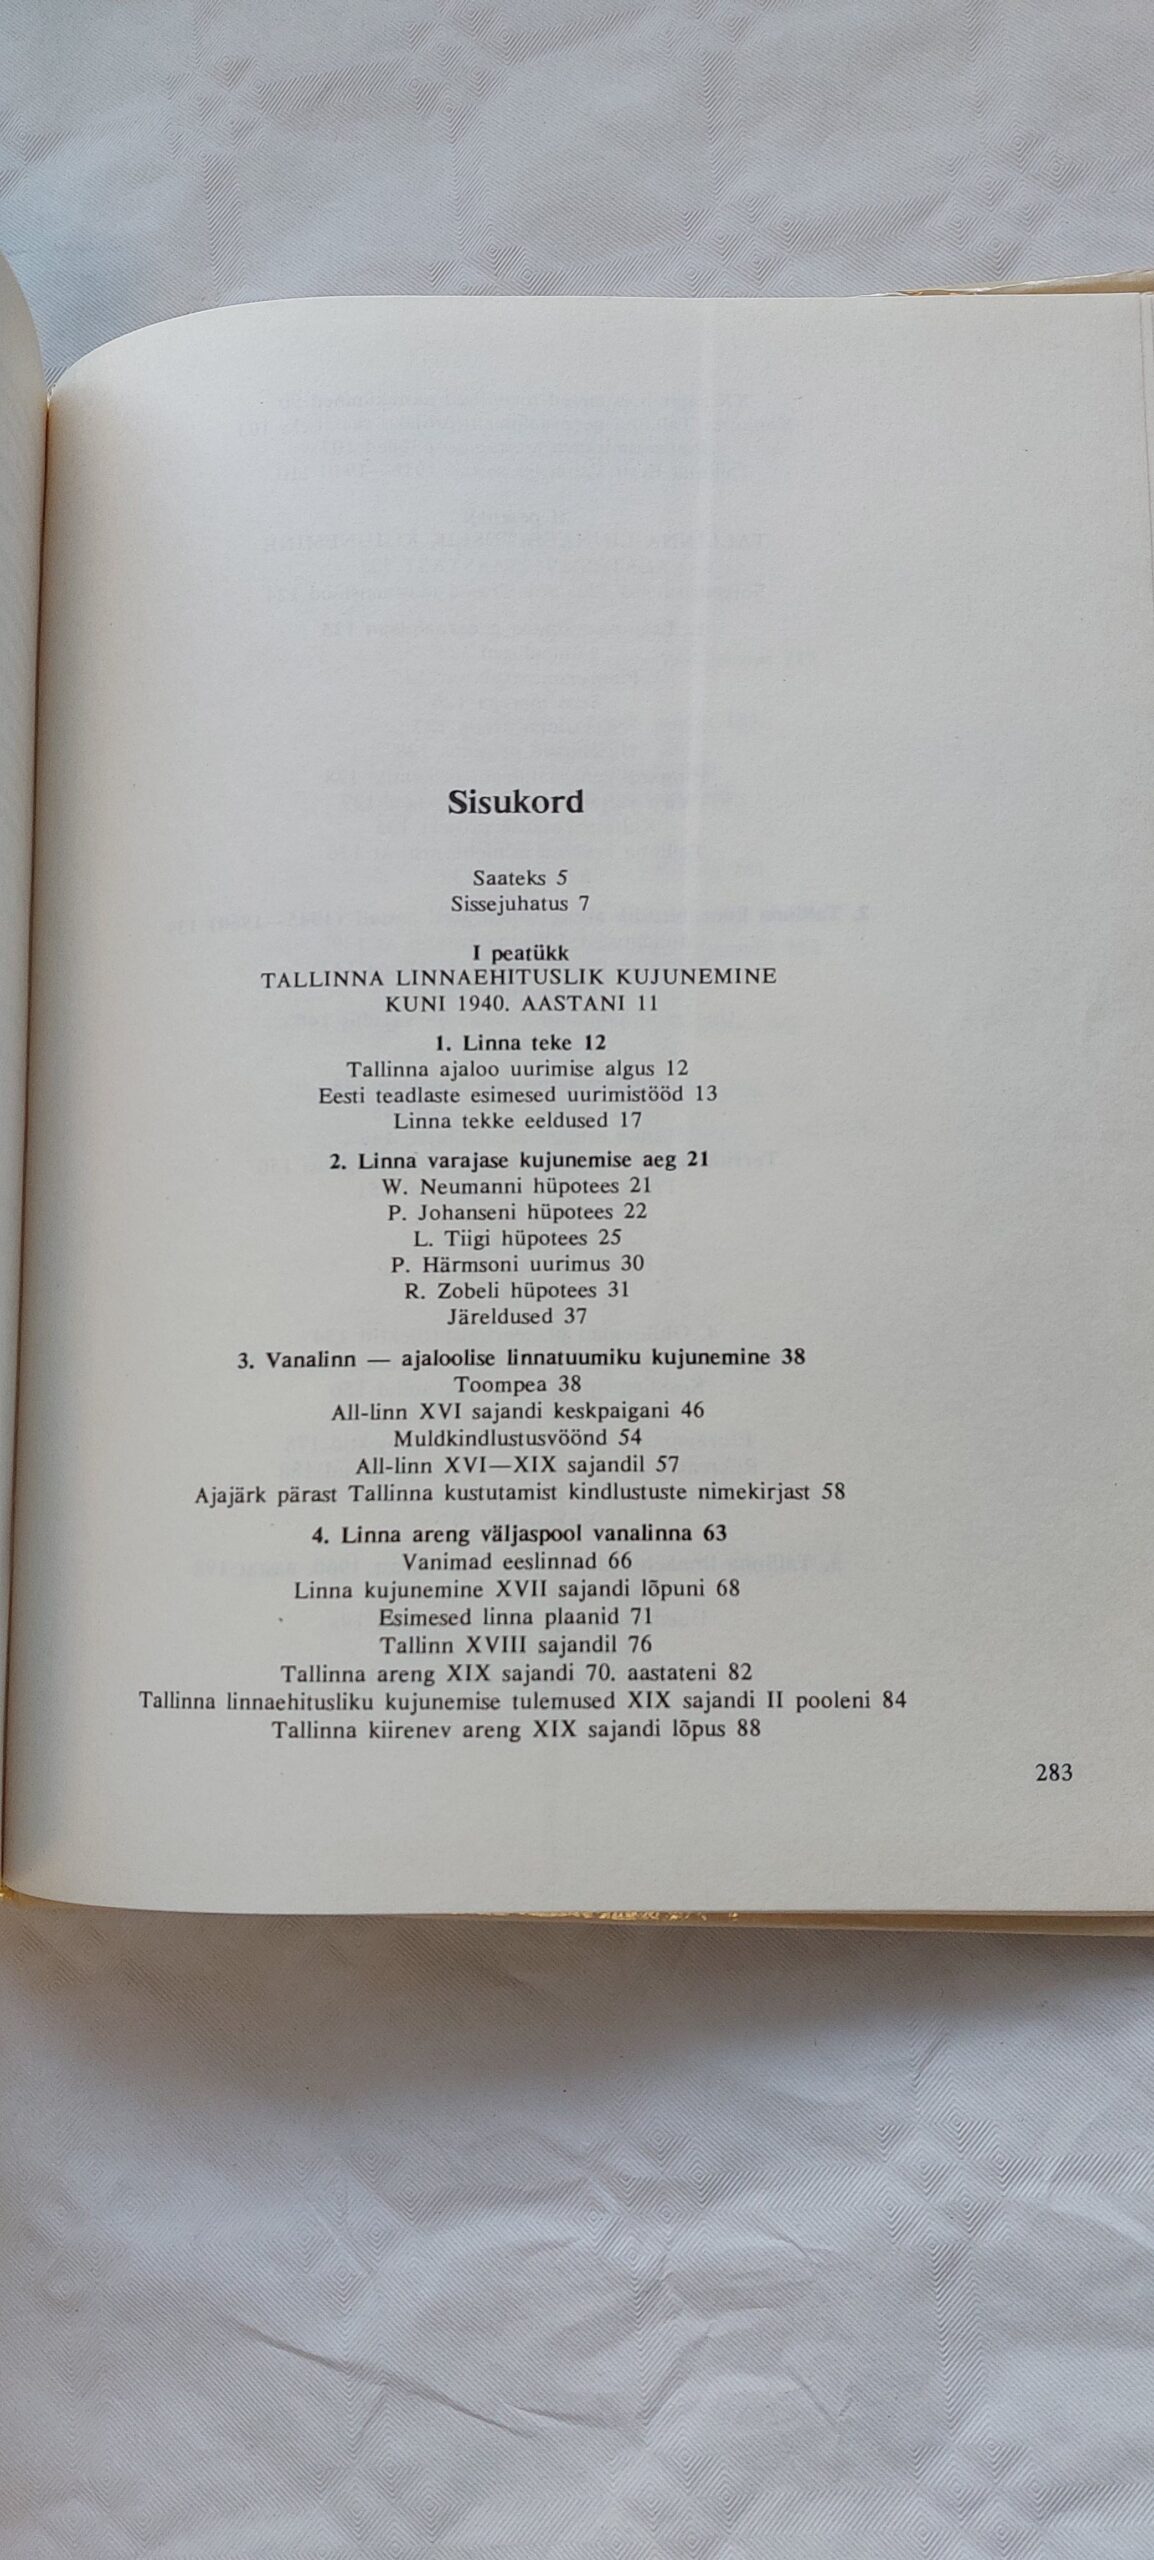 Sisukord
Saateks 5
Sissejuhatus 7
I peatükk
TALLINNA LINNAEHITUSLIK KUJUNEMINE
KUNI 1940. AASTANI 11
1. Linna teke 12
Tallinna ajaloo uurimise algus 12
Eesti teadlaste esimesed uurimistööd 13
Linna tekke eeldused 17
2. Linna varajase kujunemise aeg 21
W. Neumanni hüpotees 21
P. Johanseni hüpotees 22
L. Tiigi hüpotees 25
P. Härmsoni uurimus 30
R. Zobeli hüpotees 31
Järeldused 37
3. Vanalinn — ajaloolise linnatuumiku kujunemine 38
Toompea 38
All-linn XVI sajandi keskpaigani 46
Muldkindlustusvöönd 54
All-linn XVI—XIX sajandil 57
Ajajärk pärast Tallinna kustutamist kindlustuste nimekirjast 58
4. Linna areng väljaspool vanalinna 63
Vanimad eeslinnad 66
Linna kujunemine XVII sajandi lõpuni 68
Esimesed linna plaanid 71
Tallinn XVIII sajandil 76
Tallinna areng XIX sajandi 70. aastateni 82
Tallinna linnaehitusliku kujunemise tulemused XIX sajandi II pooleni 84
Tallinna kiirenev areng XIX sajandi lõpus 88
283